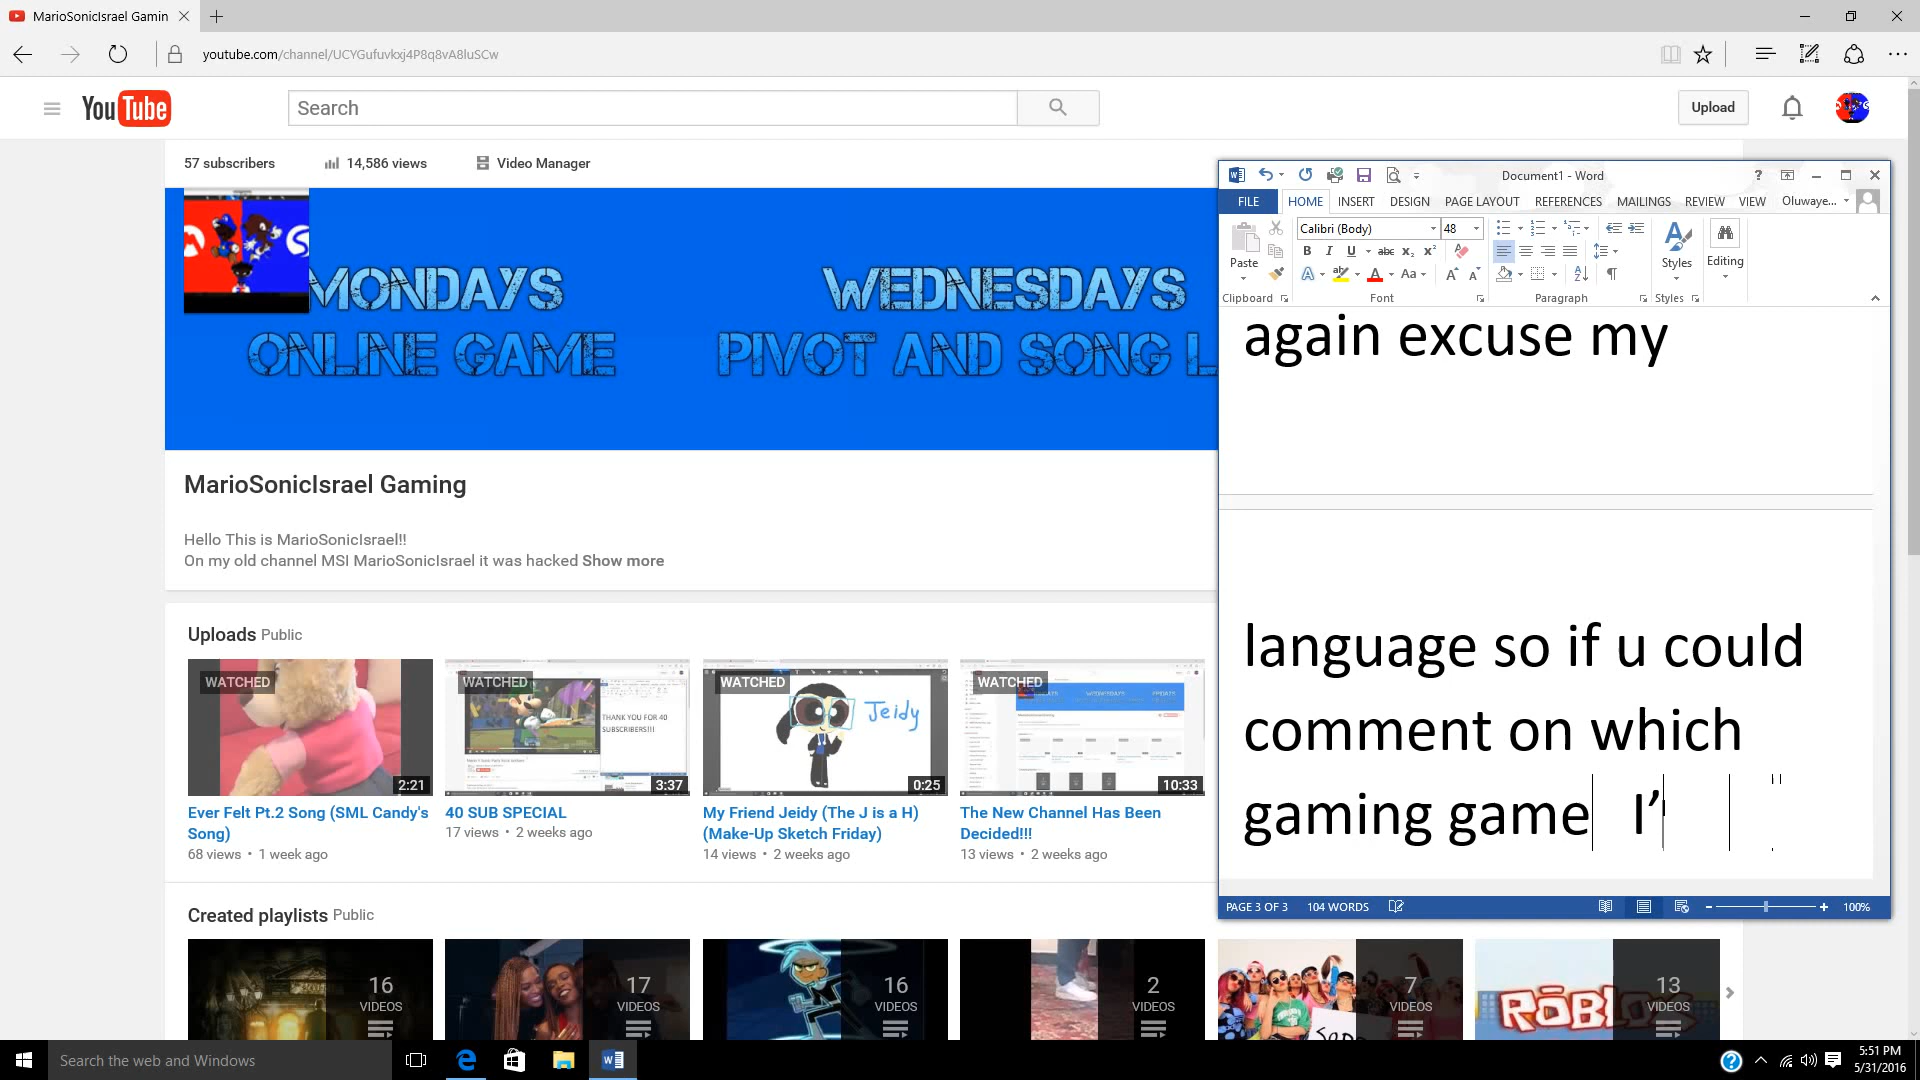 MarioSonicIsrael Gamin
youtube.com/channel/UCYGufuvkxj4P8q8vA8luSCw
YouTube
Search
Upload
57 subscribers
14,586 views
Video Manager
MONDAYS
WEDNESDAYS
ONLINE GAME
PIVOT AND SONG L
MarioSonicIsrael Gaming
Hello This is MarioSonicIsrael!!
On my old channel MSI MarioSonicIsrael it was hacked Show more
Uploads Public
WATCHED
WATCHED
WATCHED
WATCHED
THANK YOU FOR 40
SUBSCRIBERS!!!
Jeidy
2:21
3:37
0:25
10:33
Ever Felt Pt.2 Song (SML Candy's
Song)
68 views • 1 week ago
40 SUB SPECIAL
17 views • 2 weeks ago
My Friend Jeidy (The J is a H)
(Make-Up Sketch Friday)
14 views • 2 weeks ago
The New Channel Has Been
Decided!!!
13 views • 2 weeks ago
Created playlists Public
16
VIDEOS
17
VIDEOS
16
VIDEOS
2
VIDEOS
7
VIDEOS
13
VIDEOS
Document1 - Word
FILE
HOME
INSERT
DESIGN
PAGE LAYOUT
REFERENCES
MAILINGS
REVIEW
VIEW
Oluwaye...
Calibri (Body)
48
Paste
Styles
Editing
Clipboard
Font
Paragraph
Styles
again excuse my
language so if u could
comment on which
gaming game I’
PAGE 3 OF 3
104 WORDS
100%
Search the web and Windows
5:51 PM
5/31/2016